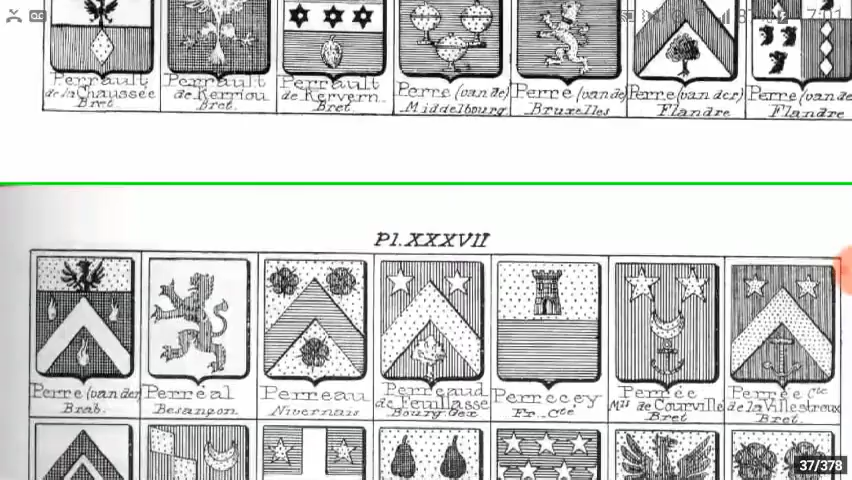 17:01
Perrault
de la Chaussée
Bret.
Perrault
de Kerriou
Bret.
Perrault
de Kervern
Bret
Perre (van de)
Middelbourg
Perre (van de)
Bruxelles
Perre (van der)
Flandre
Perre (van de
Flandre
Pl. XXXVII
Perre (van der
Brab.
Perréal
Besançon
Perreau
Nivernais
Perreaud
de Feuillasse
Bourg. Gex
Perrecey
Fr.-Cté
Perrée
Mis de Courville
Bret
Perrée Cte
de la Villestreux
Bret.
37/378